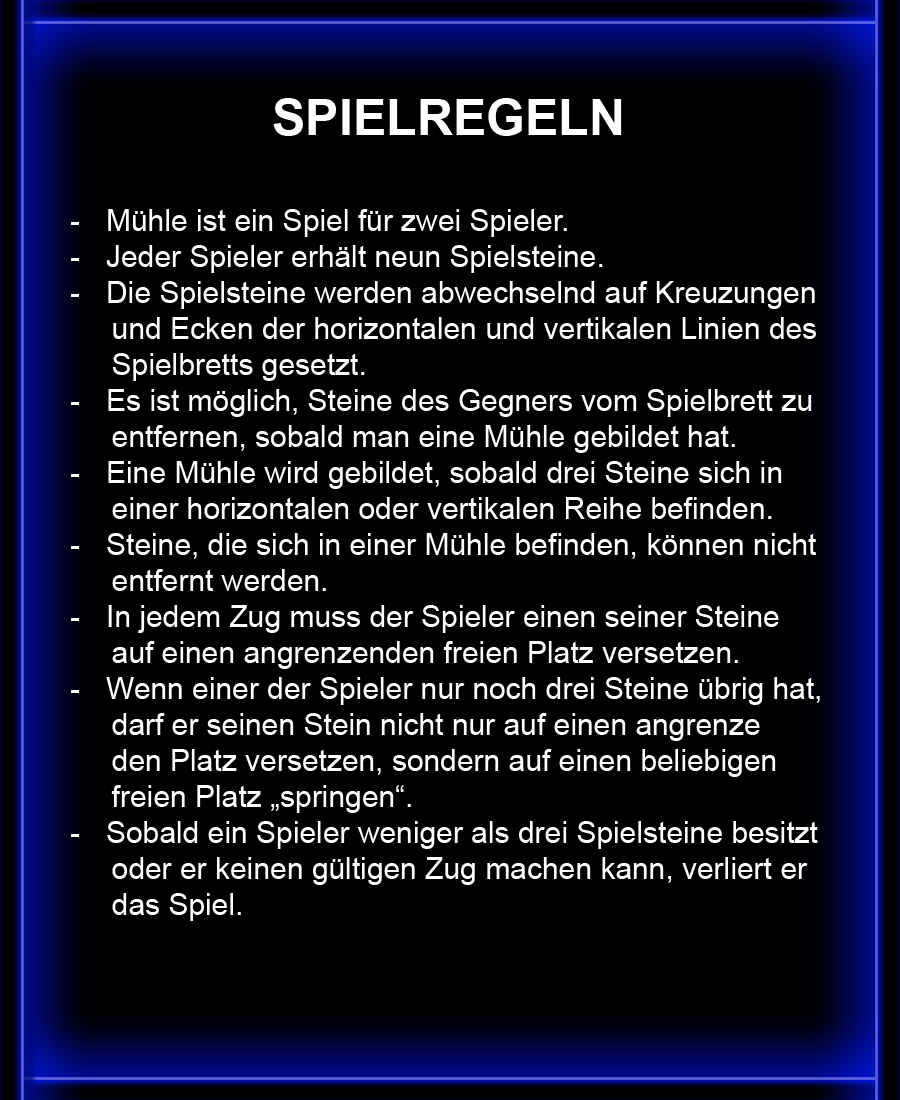 SPIELREGELN
- Mühle ist ein Spiel für zwei Spieler.
- Jeder Spieler erhält neun Spielsteine.
- Die Spielsteine werden abwechselnd auf Kreuzungen
und Ecken der horizontalen und vertikalen Linien des
Spielbretts gesetzt.
- Es ist möglich, Steine des Gegners vom Spielbrett zu
entfernen, sobald man eine Mühle gebildet hat.
- Eine Mühle wird gebildet, sobald drei Steine sich in
einer horizontalen oder vertikalen Reihe befinden.
- Steine, die sich in einer Mühle befinden, können nicht
entfernt werden.
- In jedem Zug muss der Spieler einen seiner Steine
auf einen angrenzenden freien Platz versetzen.
- Wenn einer der Spieler nur noch drei Steine übrig hat,
darf er seinen Stein nicht nur auf einen angrenze
den Platz versetzen, sondern auf einen beliebigen
freien Platz „springen“.
- Sobald ein Spieler weniger als drei Spielsteine besitzt
oder er keinen gültigen Zug machen kann, verliert er
das Spiel.